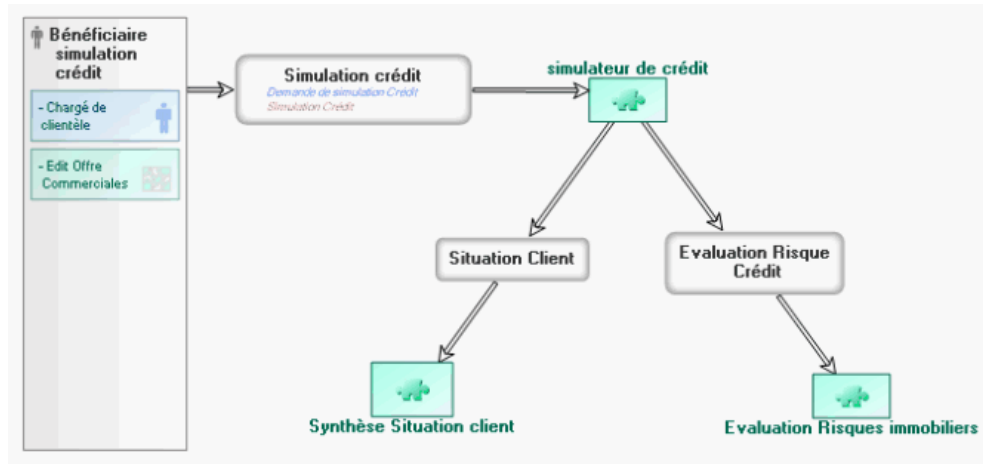 Bénéficiaire
simulation
crédit
- Chargé de
clientèle
- Edit Offre
Commerciales
Simulation crédit
Demande de simulation Crédit
Simulation Crédit
simulateur de crédit
Situation Client
Evaluation Risque
Crédit
Synthèse Situation client
Evaluation Risques immobiliers